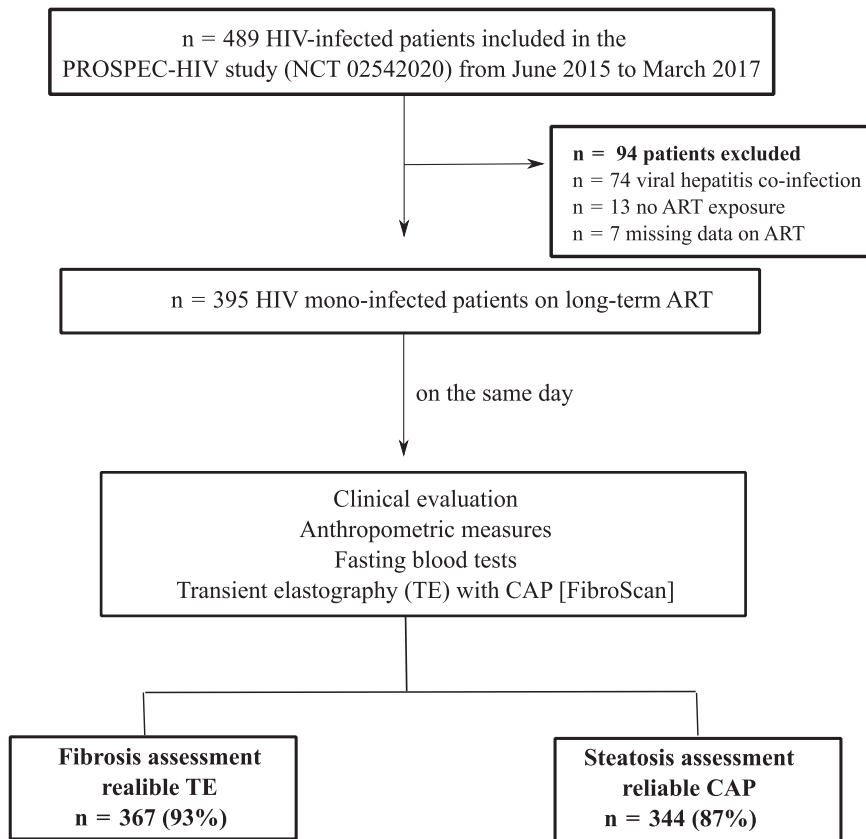 n = 489 HIV-infected patients included in the
PROSPEC-HIV study (NCT 02542020) from June 2015 to March 2017
n = 94 patients excluded
n = 74 viral hepatitis co-infection
n = 13 no ART exposure
n = 7 missing data on ART
n = 395 HIV mono-infected patients on long-term ART
on the same day
Clinical evaluation
Anthropometric measures
Fasting blood tests
Transient elastography (TE) with CAP [FibroScan]
Fibrosis assessment
realible TE
n = 367 (93%)
Steatosis assessment
reliable CAP
n = 344 (87%)